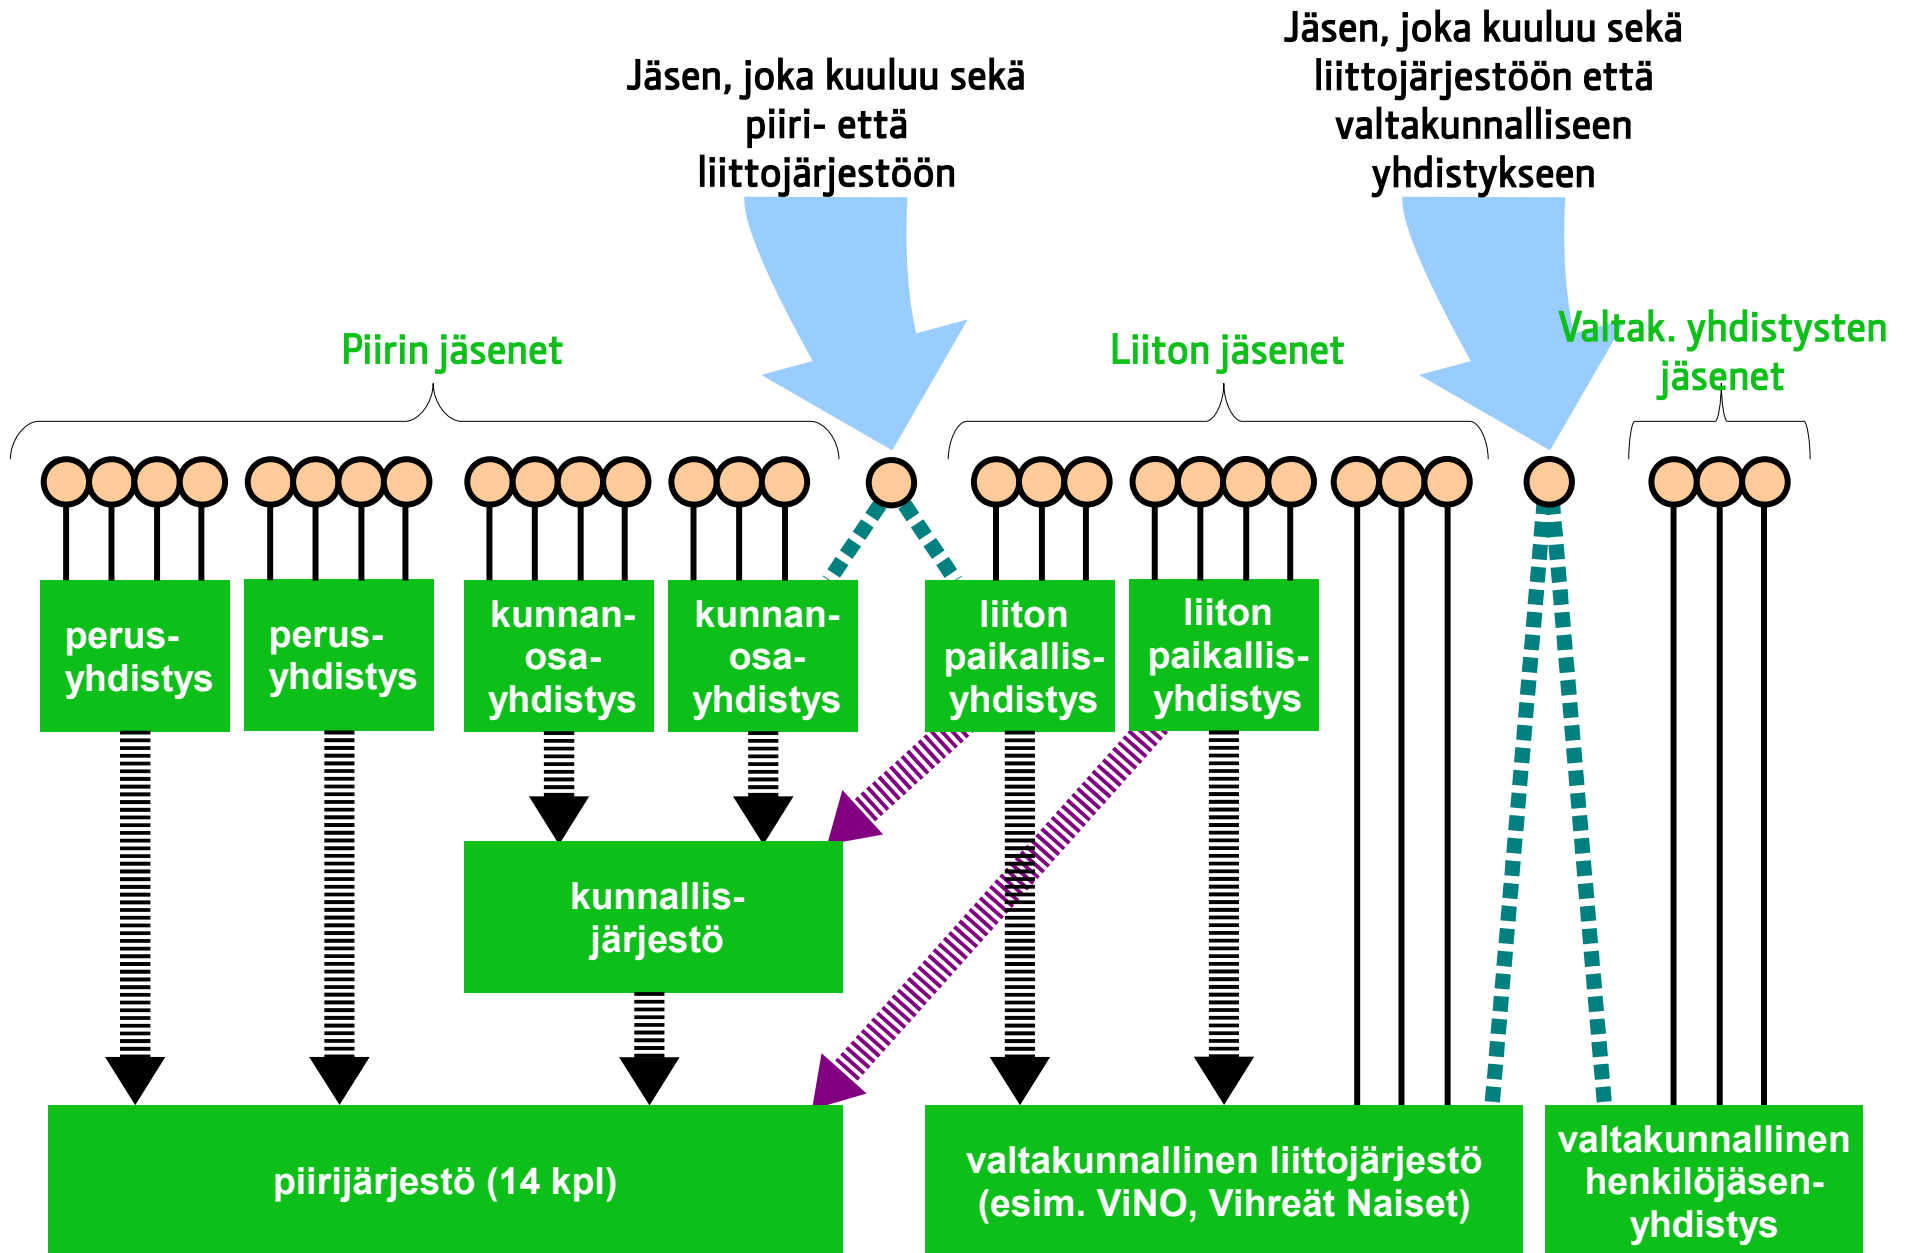 Jäsen, joka kuuluu sekä
piiri- että
liittojärjestöön
Jäsen, joka kuuluu sekä
liittojärjestöön että
valtakunnalliseen
yhdistykseen
Piirin jäsenet
Liiton jäsenet
Valtak. yhdistysten
jäsenet
perus-
yhdistys
perus-
yhdistys
kunnan-
osa-
yhdistys
kunnan-
osa-
yhdistys
liiton
paikallis-
yhdistys
liiton
paikallis-
yhdistys
kunnallis-
järjestö
piirijärjestö (14 kpl)
valtakunnallinen liittojärjestö
(esim. ViNO, Vihreät Naiset)
valtakunnallinen
henkilöjäsen-
yhdistys